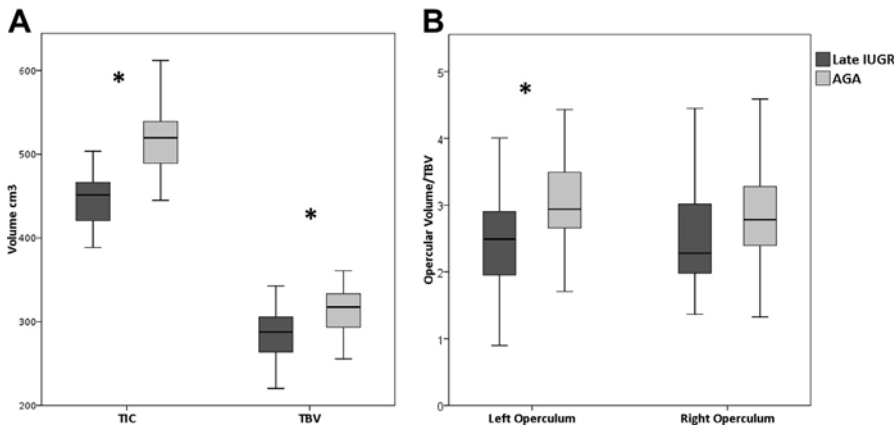 A
Volume cm3
600
500
400
300
200
*
*
TIC
TBV
B
Opercular Volume/TBV
5
4
3
2
1
0
*
Left Operculum
Right Operculum
Late IUGR
AGA